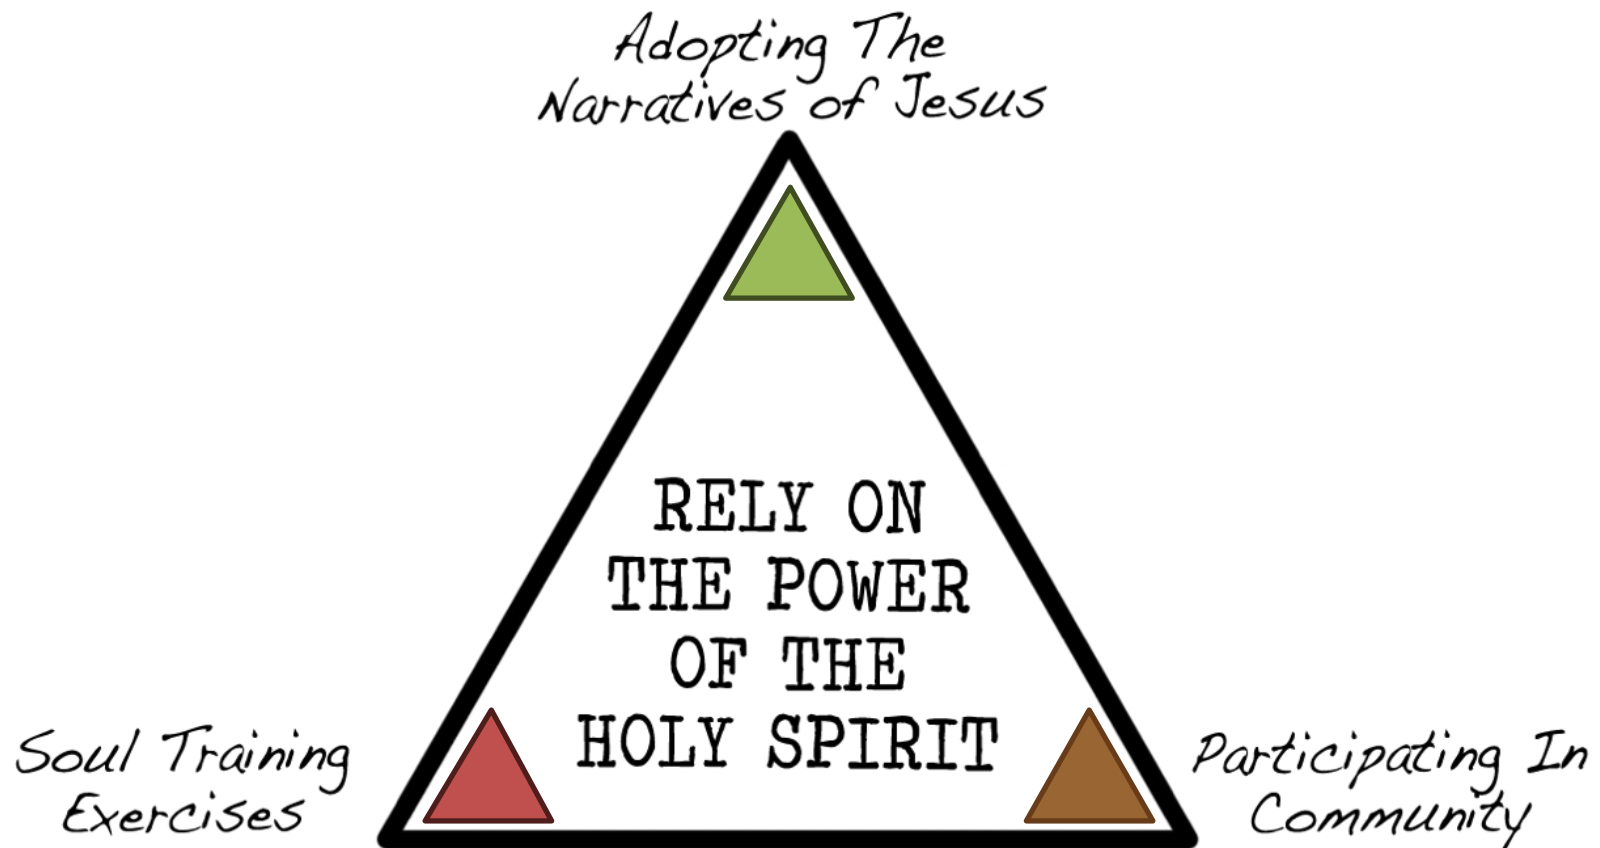 Adopting The
Narratives of Jesus
RELY ON
THE POWER
OF THE
HOLY SPIRIT
Soul Training
Exercises
Participating In
Community